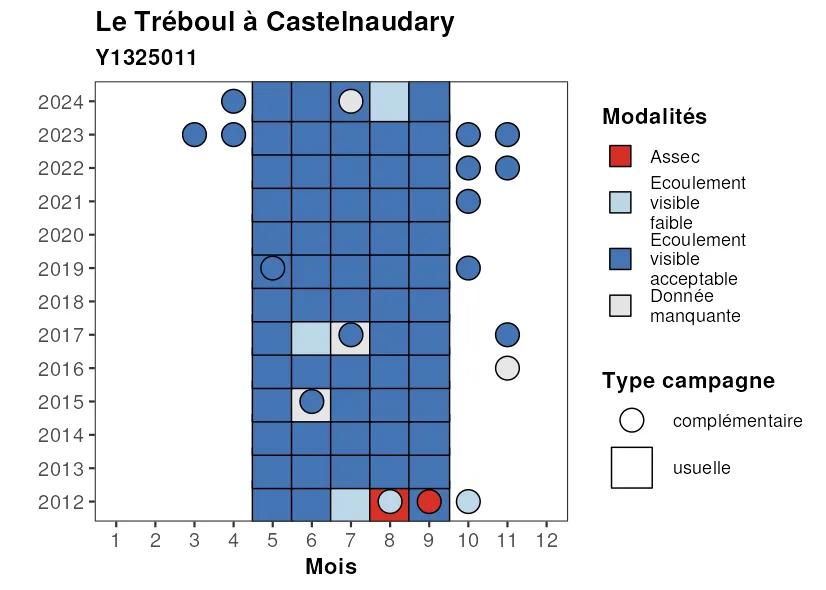 Le Tréboul à Castelnaudary
Y1325011
2024
2023
2022
2021
2020
2019
2018
2017
2016
2015
2014
2013
2012
1 2 3 4 5 6 7 8 9 10 11 12
Mois
Modalités
Assec
Ecoulement
visible
faible
Ecoulement
visible
acceptable
Donnée
manquante
Type campagne
complémentaire
usuelle